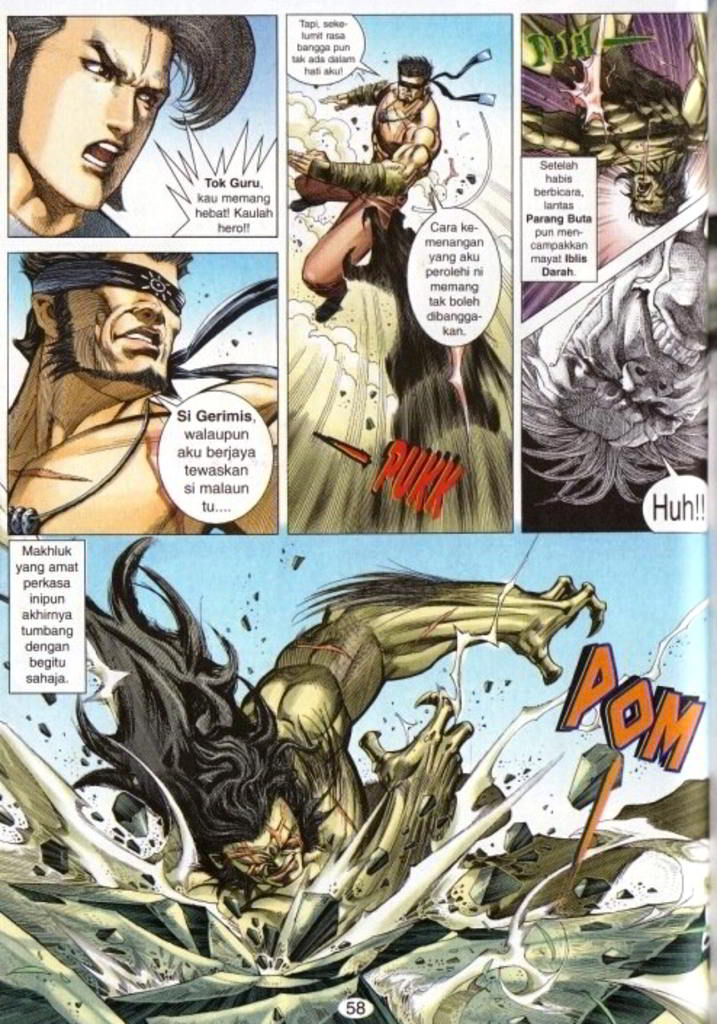 Tok Guru,
kau memang
hebat! Kaulah
hero!!
Si Gerimis,
walaupun
aku berjaya
tewaskan
si malaun
tu....
Tapi, seke-
lumit rasa
bangga pun
tak ada dalam
hati aku!
Cara ke-
menangan
yang aku
perolehi ni
memang
tak boleh
dibangga-
kan.
PUKK
Setelah
habis
berbicara,
lantas
Parang Buta
pun men-
campakkan
mayat Iblis
Darah.
Huh!!
Makhluk
yang amat
perkasa
inipun
akhirnya
tumbang
dengan
begitu
sahaja.
POM
58